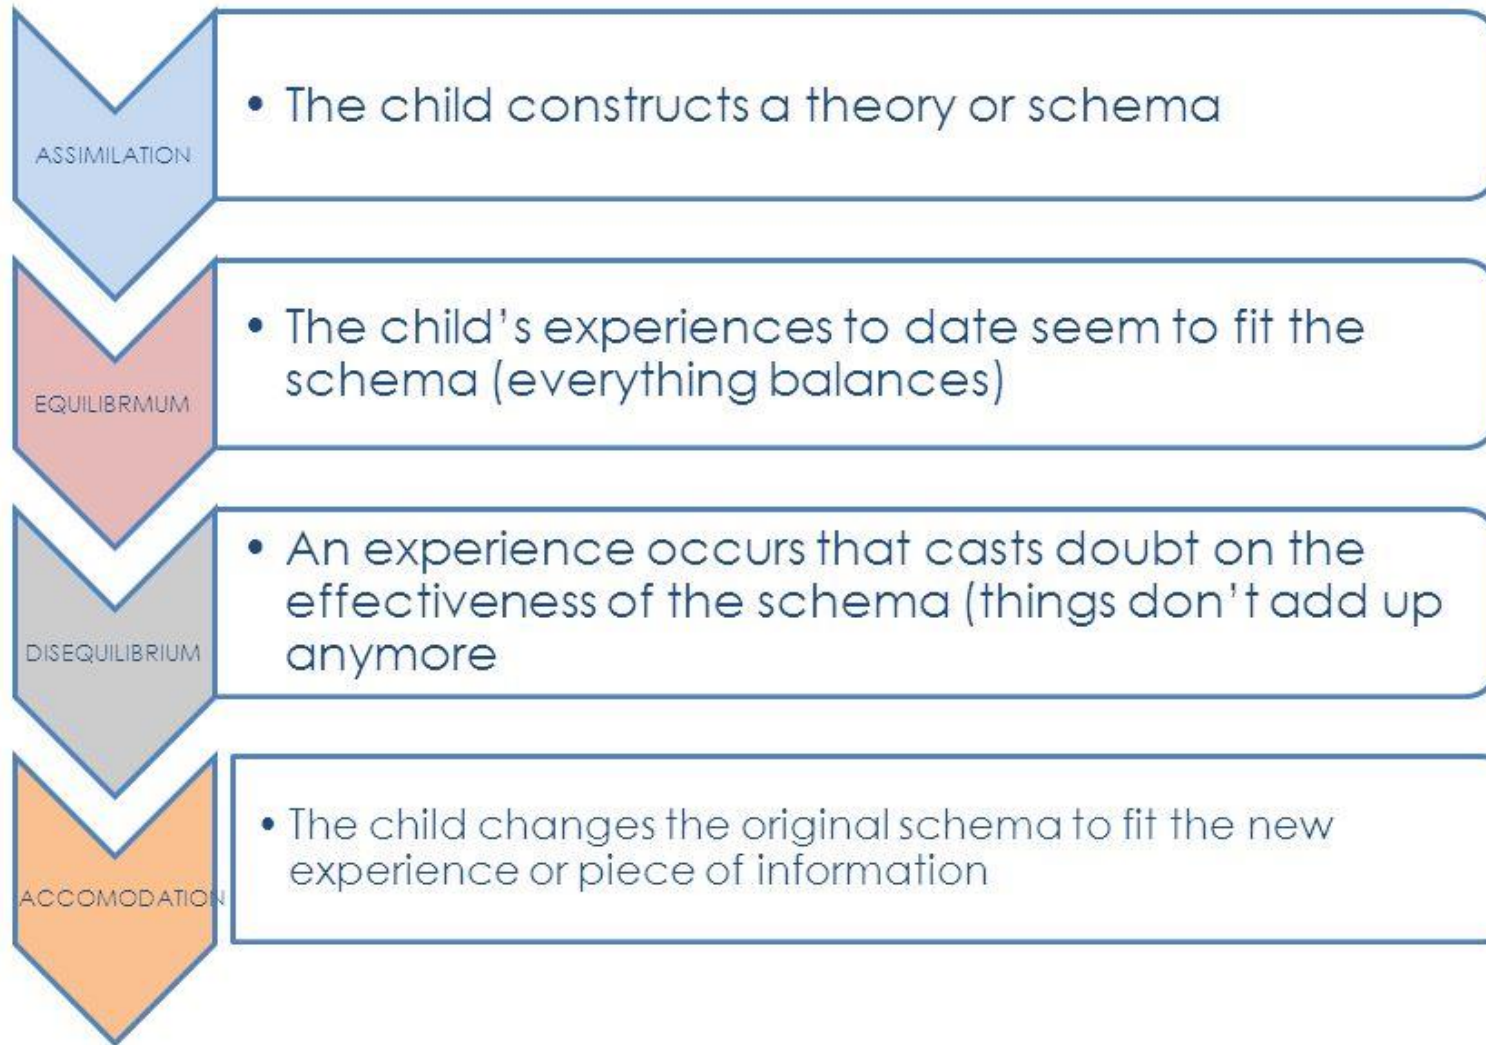 ASSIMILATION
• The child constructs a theory or schema
EQUILIBRMUM
• The child's experiences to date seem to fit the
schema (everything balances)
DISEQUILIBRIUM
• An experience occurs that casts doubt on the
effectiveness of the schema (things don't add up
anymore
ACCOMODATION
• The child changes the original schema to fit the new
experience or piece of information